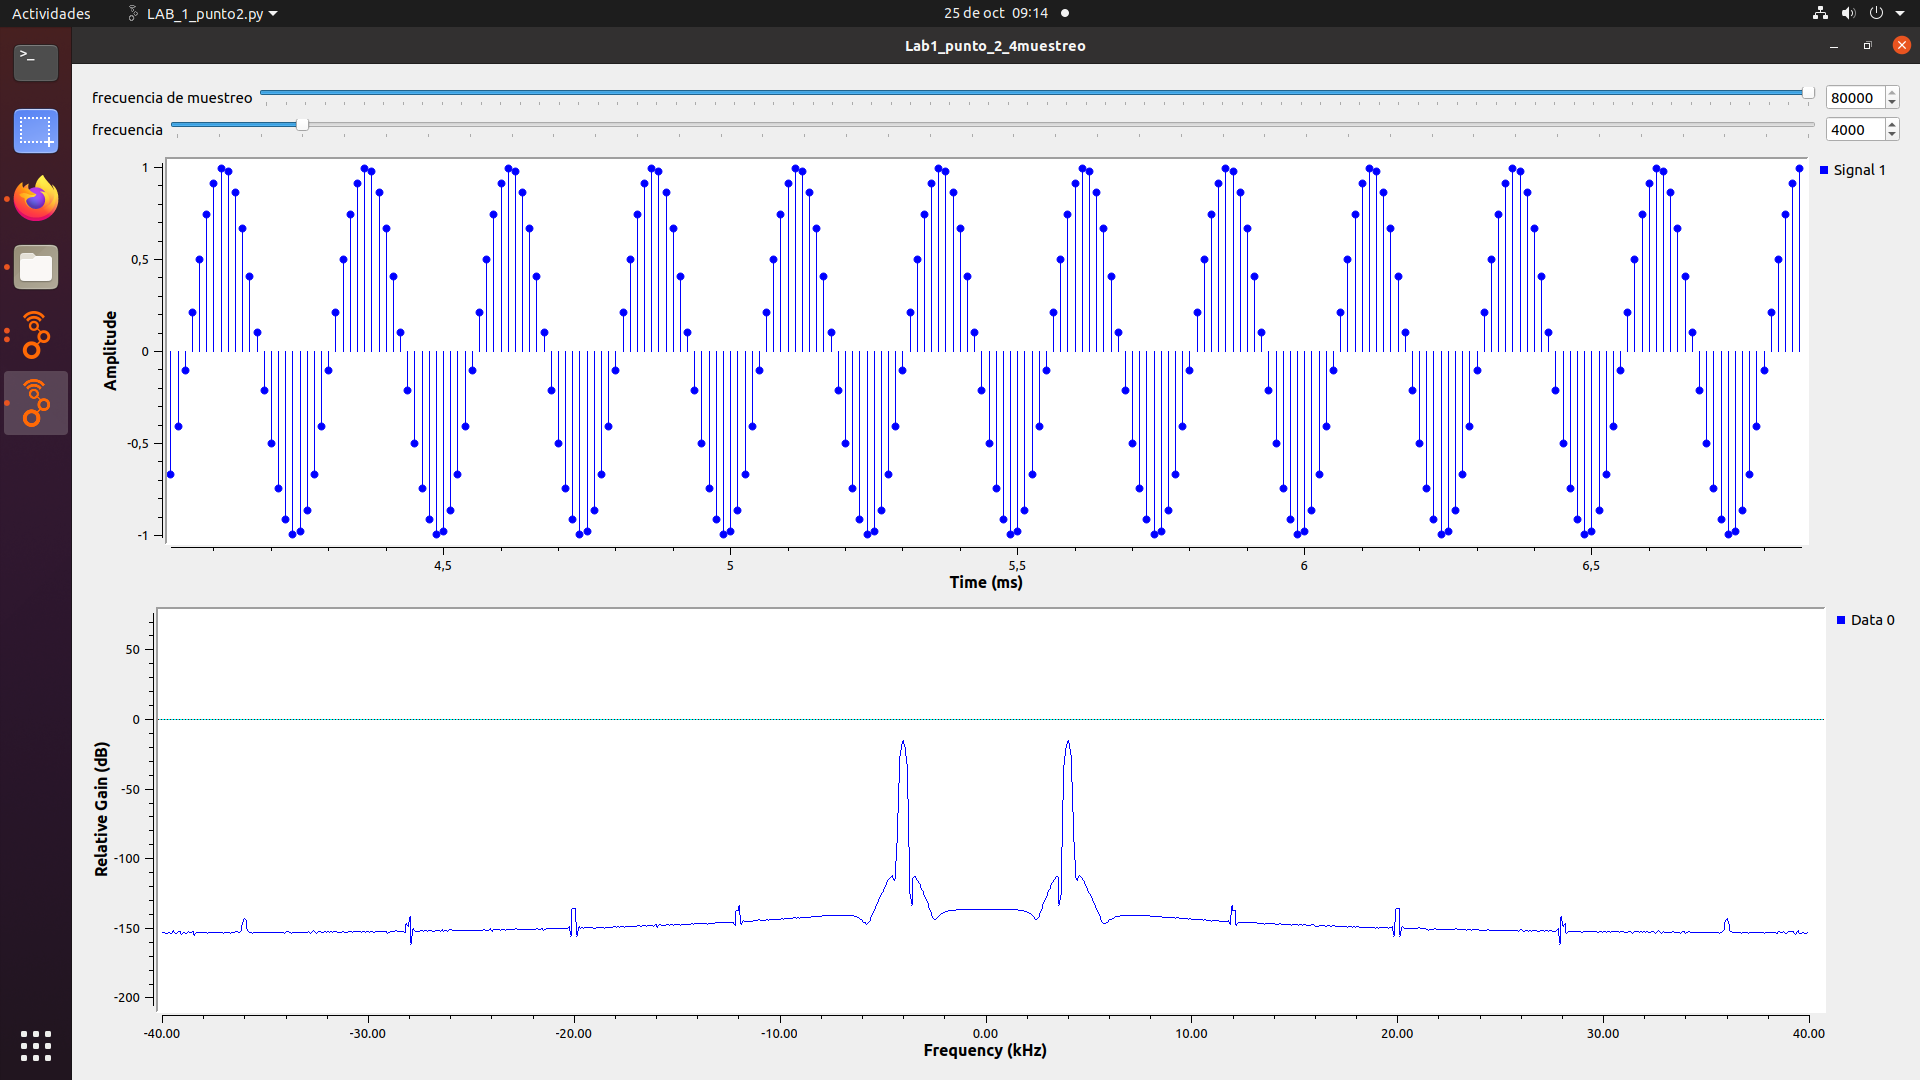 Actividades LAB_1_punto2.py 25 de oct 09:14
Lab1_punto_2_4muestreo
>_
frecuencia de muestreo 80000
frecuencia 4000
Signal 1
1
0,5
0
-0,5
-1
Amplitude
4,5 5 5,5 6 6,5
Time (ms)
Data 0
50
0
-50
-100
-150
-200
Relative Gain (dB)
-40.00 -30.00 -20.00 -10.00 0.00 10.00 20.00 30.00 40.00
Frequency (kHz)